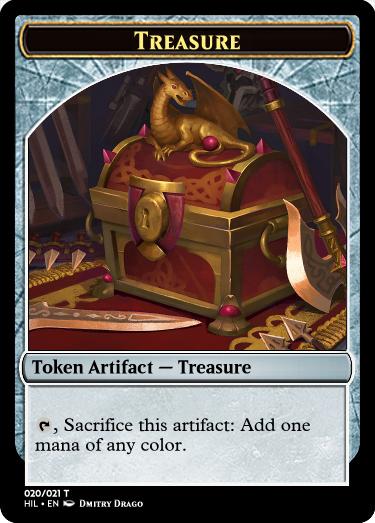 TREASURE
Token Artifact — Treasure
, Sacrifice this artifact: Add one
mana of any color.
020/021 T
HIL • EN DMITRY DRAGO